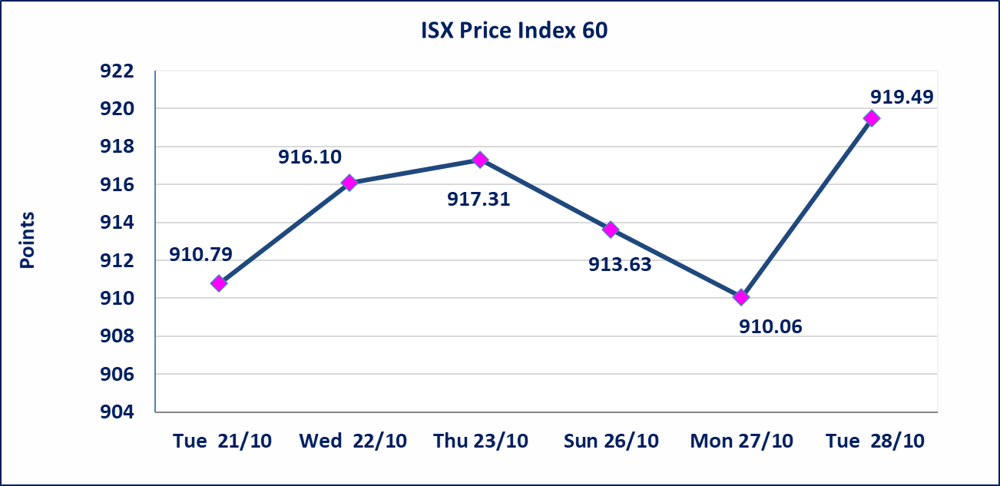 ISX Price Index 60
922
920
918
916
914
912
910
908
906
904
Points
910.79
916.10
917.31
913.63
910.06
919.49
Tue  21/10
Wed  22/10
Thu 23/10
Sun 26/10
Mon 27/10
Tue  28/10